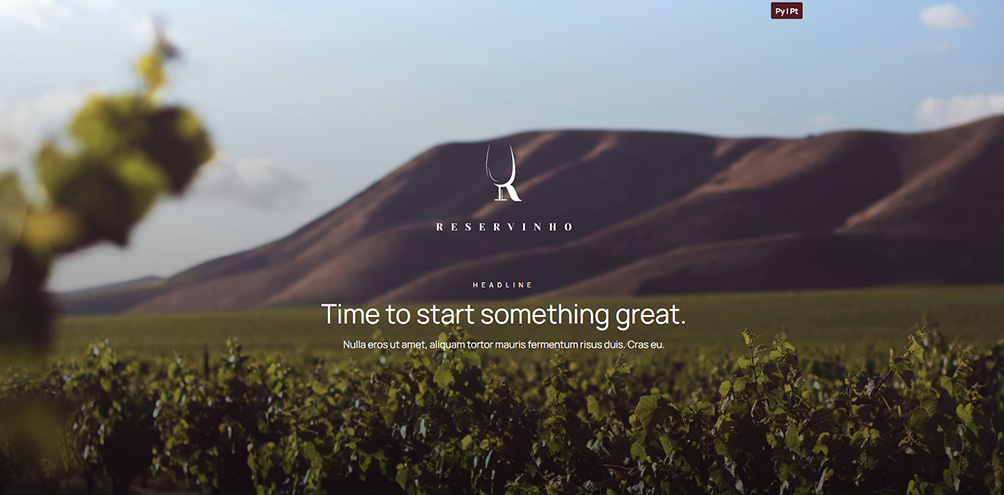 Py | Pt
RESERVINHO
HEADLINE
Time to start something great.
Nulla eros ut amet, aliquam tortor mauris fermentum risus duis. Cras eu.